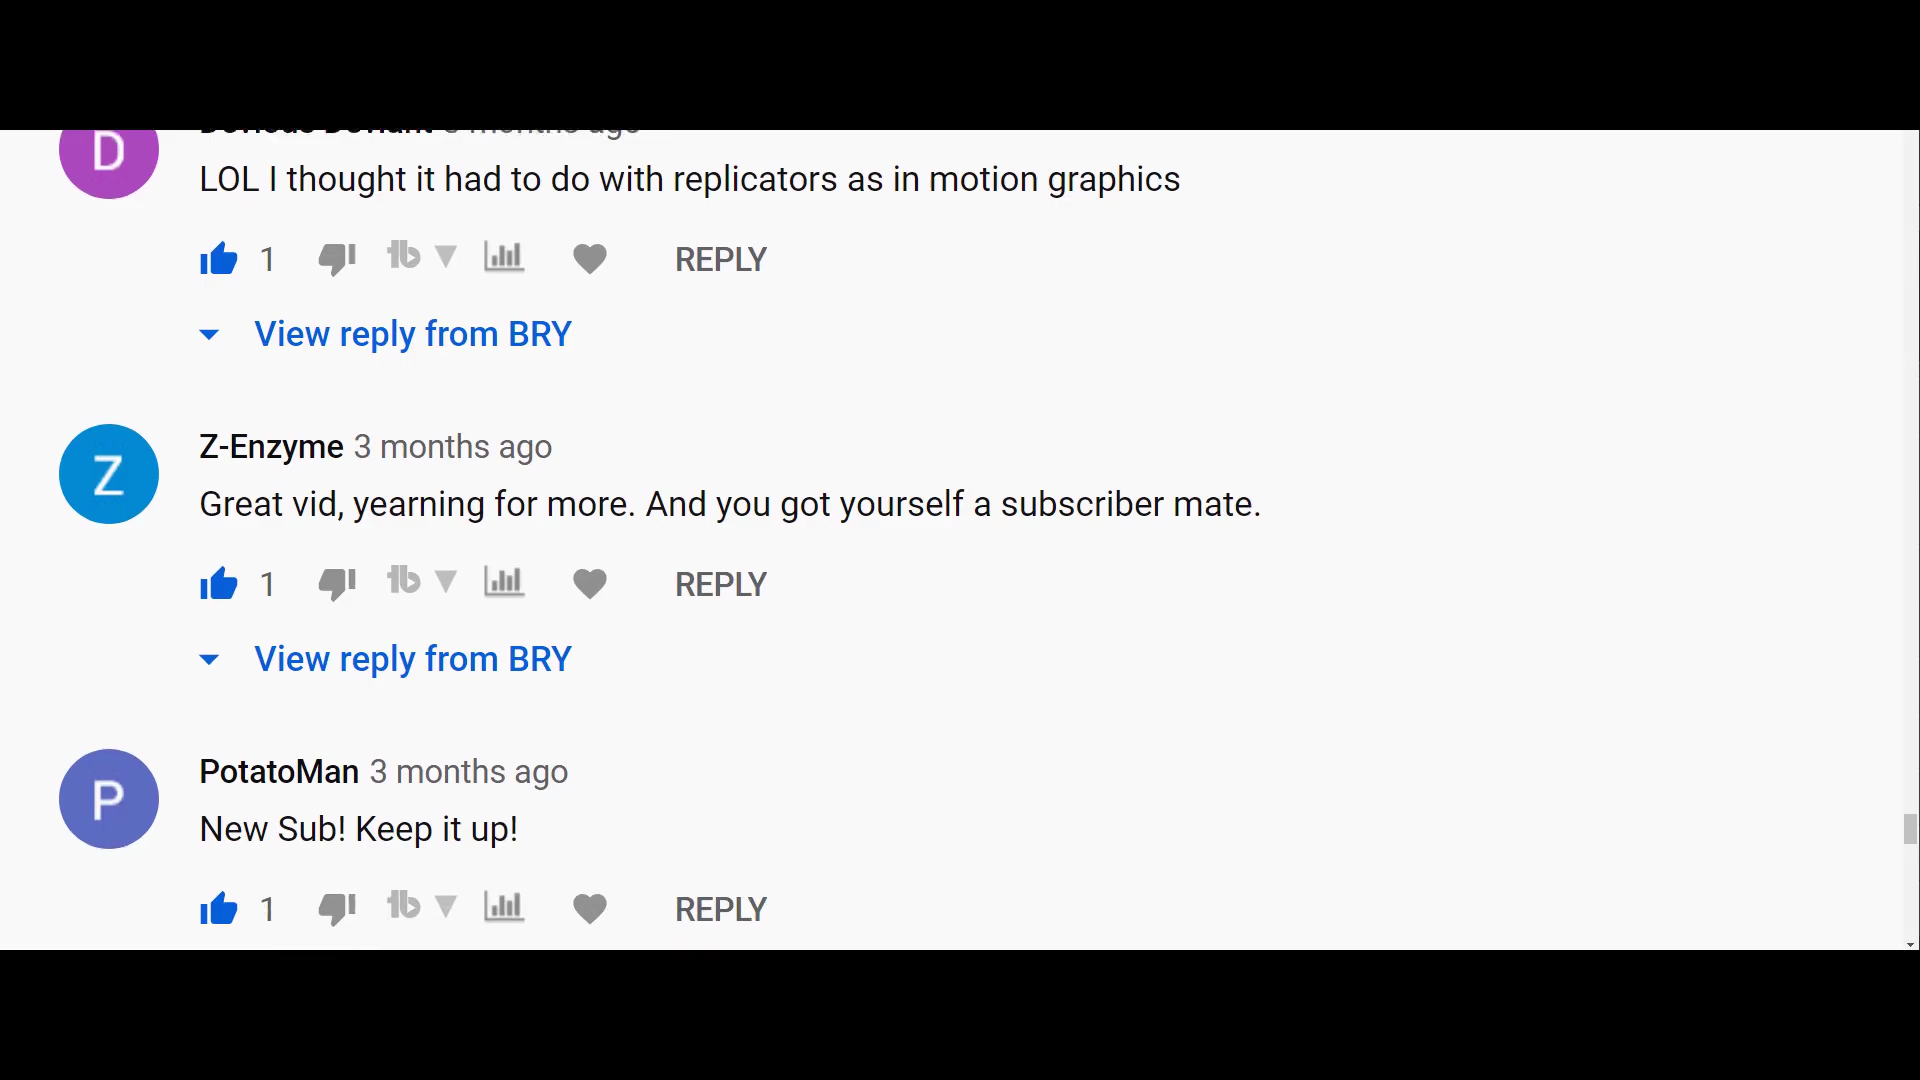 D
LOL I thought it had to do with replicators as in motion graphics
1 REPLY
View reply from BRY
Z
Z-Enzyme 3 months ago
Great vid, yearning for more. And you got yourself a subscriber mate.
1 REPLY
View reply from BRY
P
PotatoMan 3 months ago
New Sub! Keep it up!
1 REPLY